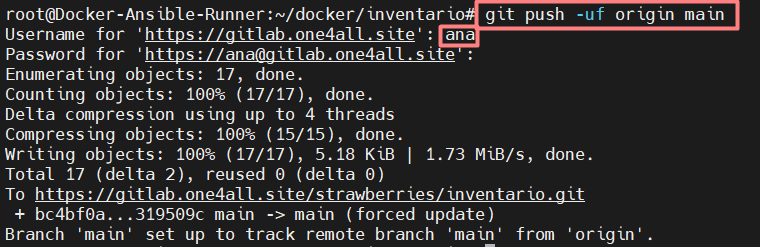 root@Docker-Ansible-Runner:~/docker/inventario# git push -uf origin main
Username for 'https://gitlab.one4all.site': ana
Password for 'https://ana@gitlab.one4all.site':
Enumerating objects: 17, done.
Counting objects: 100% (17/17), done.
Delta compression using up to 4 threads
Compressing objects: 100% (15/15), done.
Writing objects: 100% (17/17), 5.18 KiB | 1.73 MiB/s, done.
Total 17 (delta 2), reused 0 (delta 0)
To https://gitlab.one4all.site/strawberries/inventario.git
 + bc4bf0a...319509c main -> main (forced update)
Branch 'main' set up to track remote branch 'main' from 'origin'.